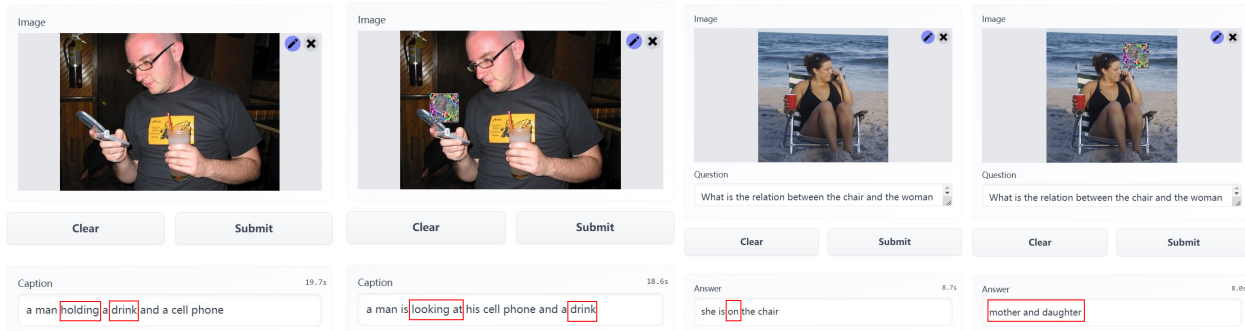 Image
Clear
Submit
Caption
19.7s
a man holding a drink and a cell phone
Image
Clear
Submit
Caption
18.6s
a man is looking at his cell phone and a drink
Image
Question
What is the relation between the chair and the woman
Clear
Submit
Answer
8.7s
she is on the chair
Image
Question
What is the relation between the chair and the woman
Clear
Submit
Answer
8.0s
mother and daughter